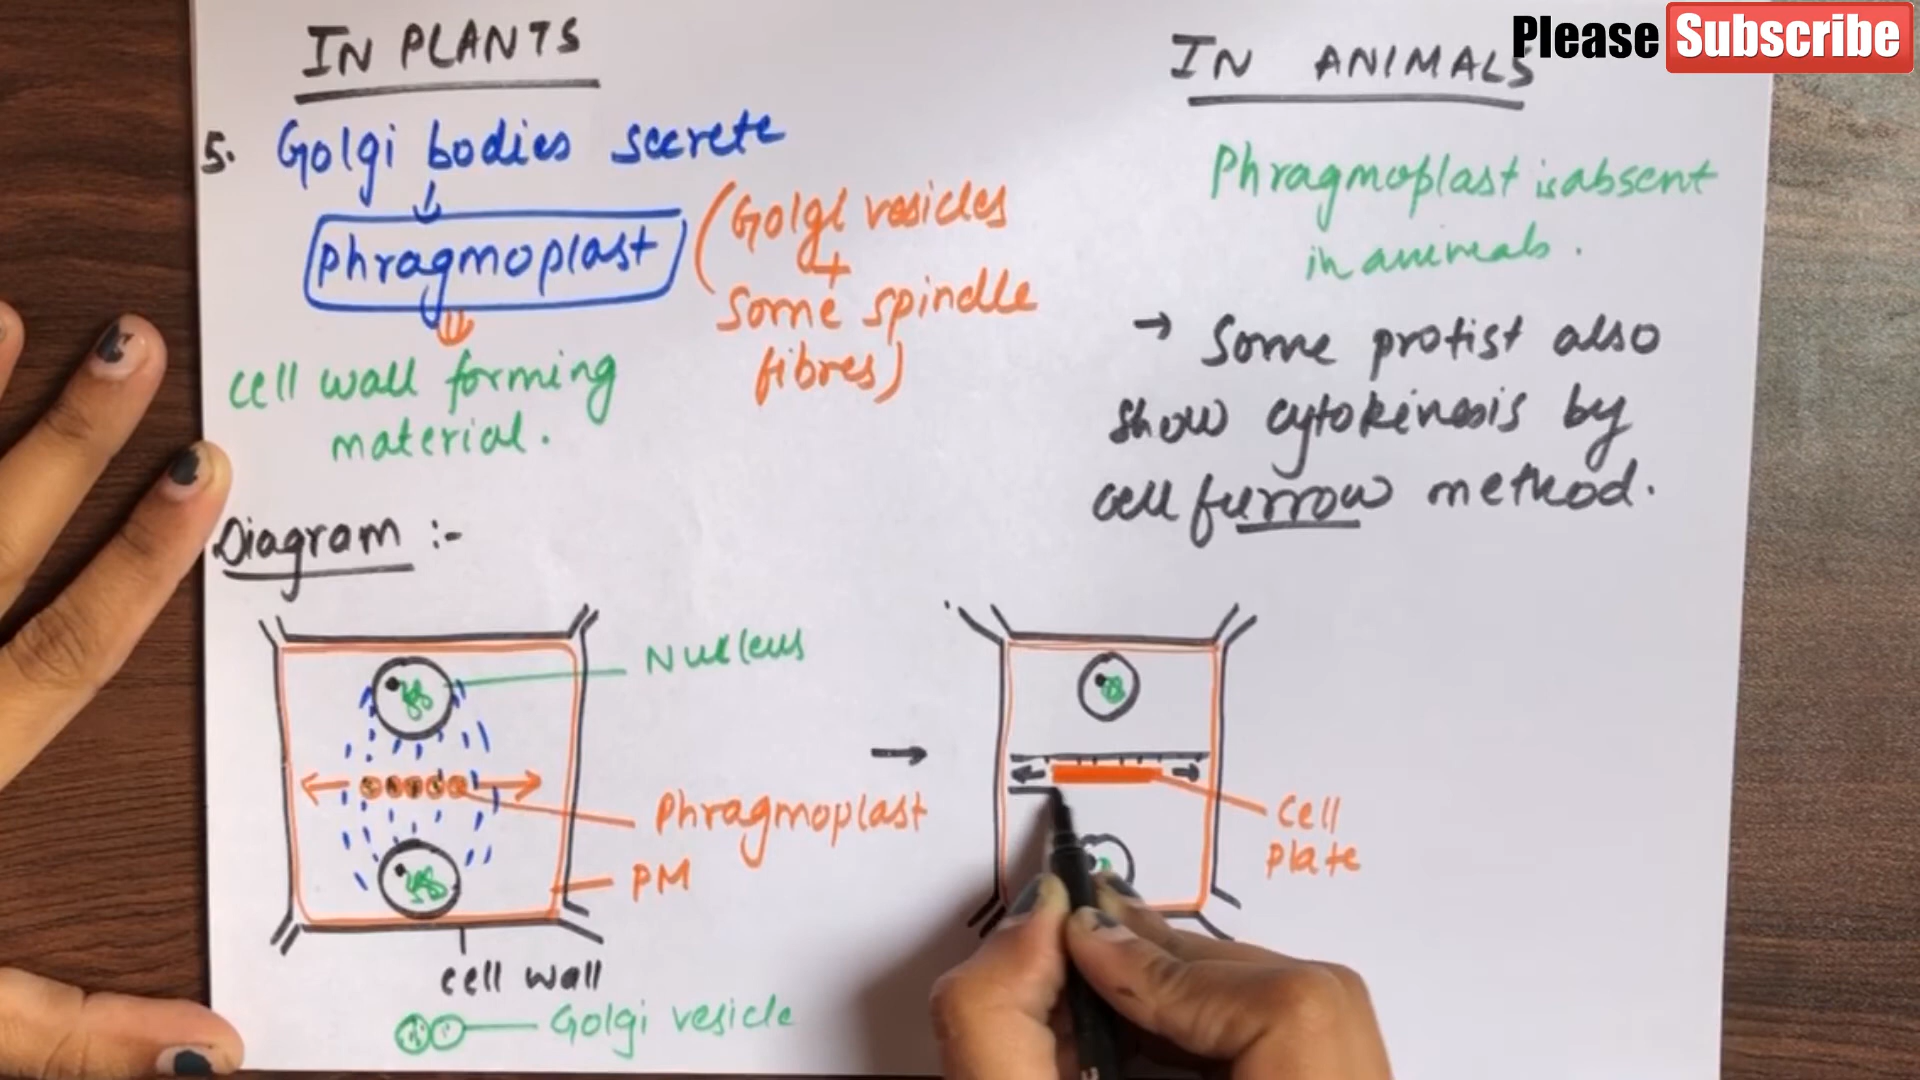 Please Subscribe
IN PLANTS
5. Golgi bodies secrete
phragmoplast
(Golgi vesicles
+
some spindle
fibres)
cell wall forming
material.
IN ANIMALS
Phragmoplast is absent
in animals.
→ Some protist also
show cytokinesis by
cell furrow method.
Diagram :-
Nucleus
Phragmoplast
PM
cell wall
Golgi vesicle
→
Cell
plate